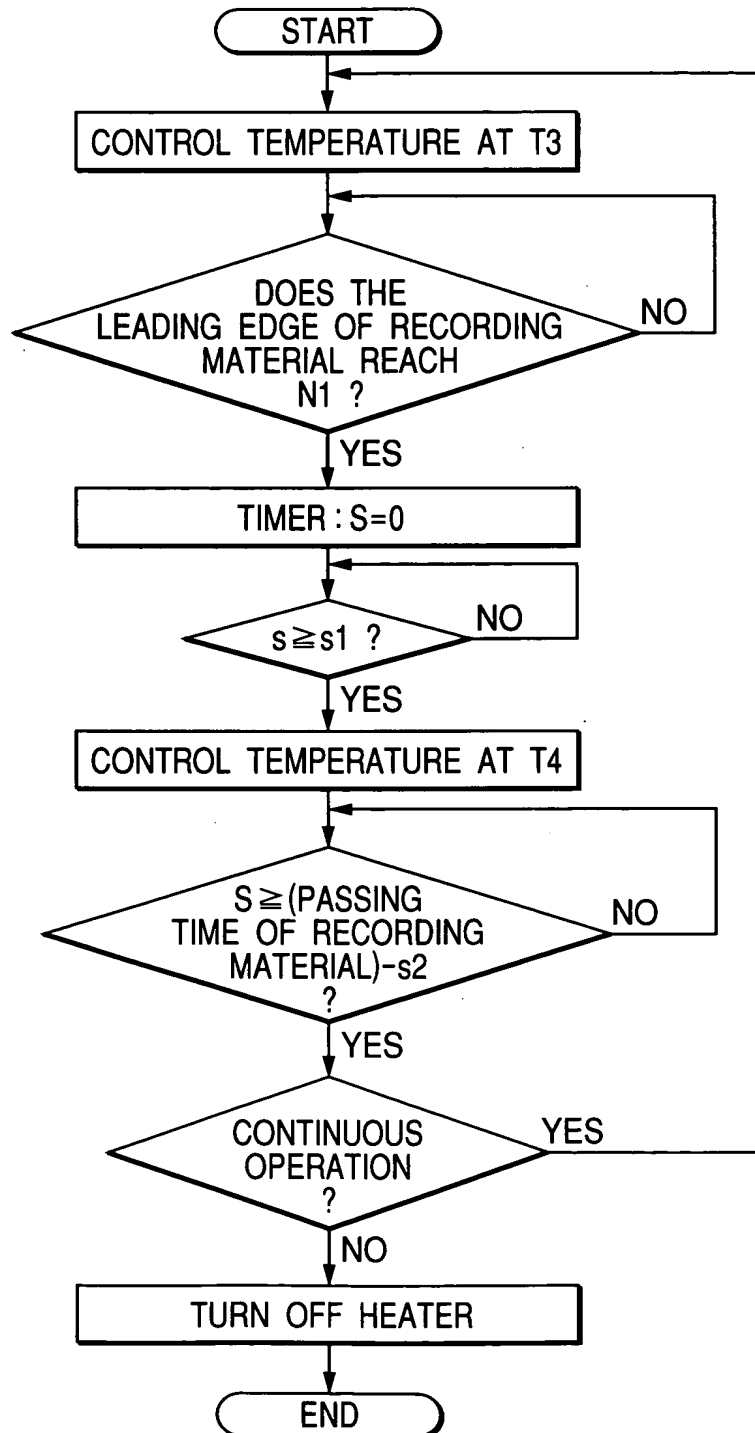 START
CONTROL TEMPERATURE AT T3
DOES THE
LEADING EDGE OF RECORDING
MATERIAL REACH
N1 ?
NO
YES
TIMER : S=0
s≧s1 ?
NO
YES
CONTROL TEMPERATURE AT T4
S≧(PASSING
TIME OF RECORDING
MATERIAL)-s2
?
NO
YES
CONTINUOUS
OPERATION
?
YES
NO
TURN OFF HEATER
END